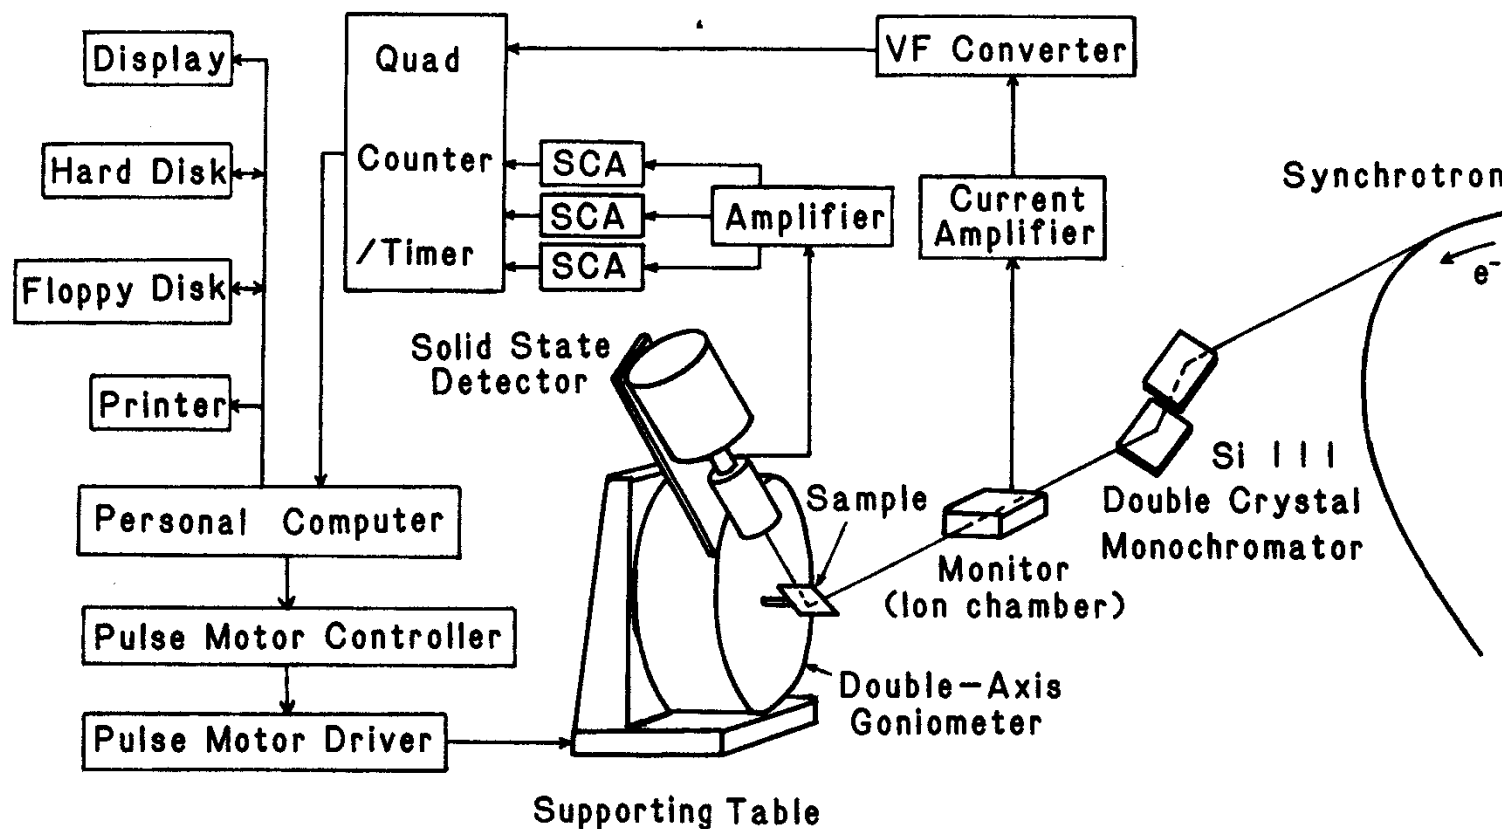 Display
Hard Disk
Floppy Disk
Printer
Quad
Counter
/Timer
SCA
SCA
SCA
Amplifier
VF Converter
Current
Amplifier
Synchrotron
e⁻
Solid State
Detector
Sample
Si 111
Double Crystal
Monochromator
Monitor
(Ion chamber)
Double-Axis
Goniometer
Personal Computer
Pulse Motor Controller
Pulse Motor Driver
Supporting Table